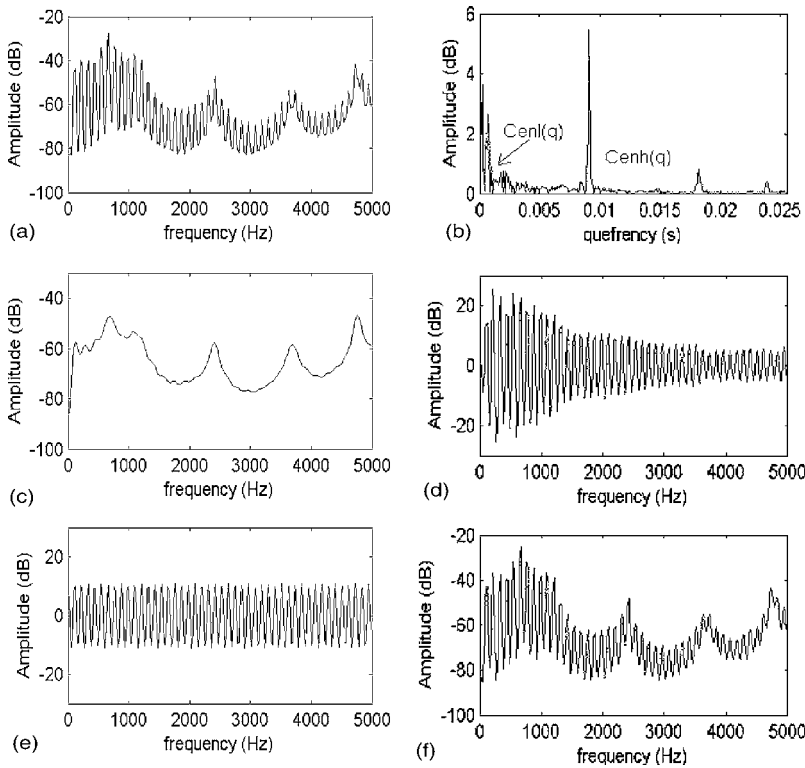 Amplitude (dB)
-20
-40
-60
-80
-100
0 1000 2000 3000 4000 5000
(a) frequency (Hz)
Amplitude
6
4
2
0
Cenl(q)
Cenh(q)
0 0.005 0.01 0.015 0.02 0.025
(b) quefrency (s)
Amplitude (dB)
-40
-60
-80
-100
0 1000 2000 3000 4000 5000
(c) frequency (Hz)
Amplitude (dB)
20
0
-20
0 1000 2000 3000 4000 5000
frequency (Hz) (d)
Amplitude (dB)
20
0
-20
0 1000 2000 3000 4000 5000
(e) frequency (Hz)
Amplitude (dB)
-20
-40
-60
-80
-100
0 1000 2000 3000 4000 5000
(f) frequency (Hz)